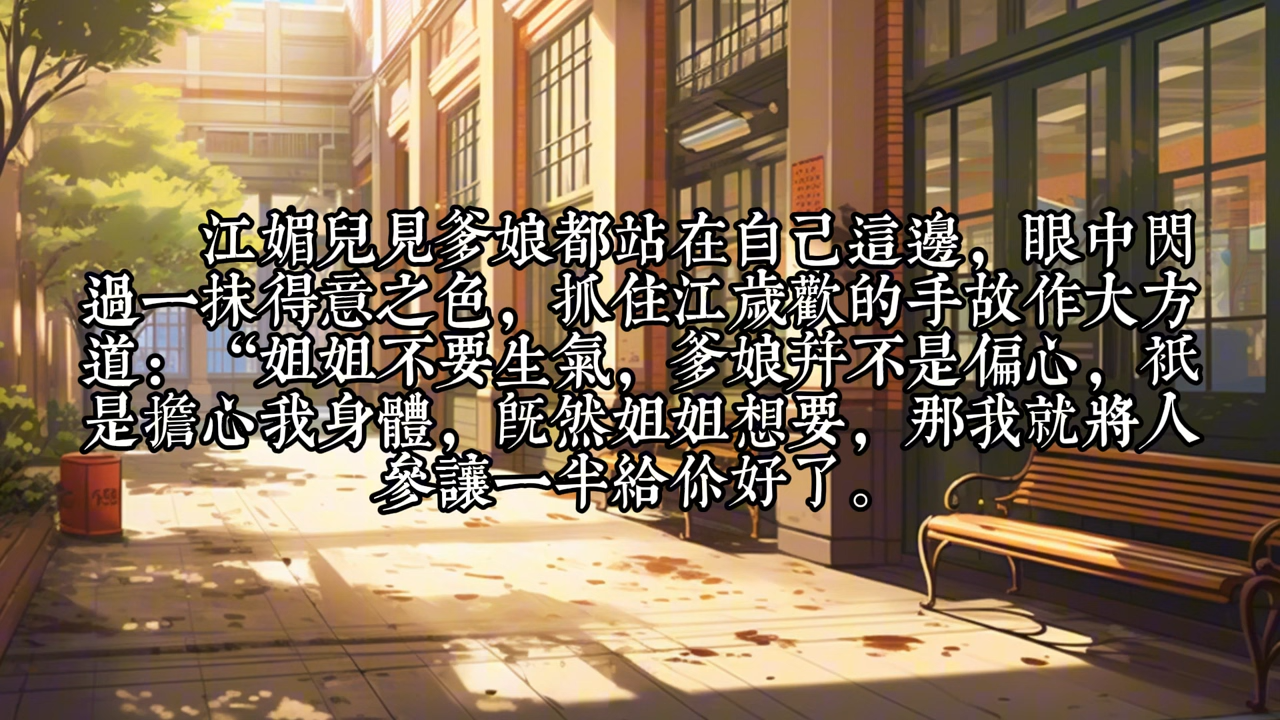 江媚兒見爹娘都站在自己這邊，眼中閃
過一抹得意之色，抓住江歲歡的手故作大方
道：“姐姐不要生氣，爹娘幷不是偏心，祇
是擔心我身體，既然姐姐想要，那我就將人
參讓一半給你好了。